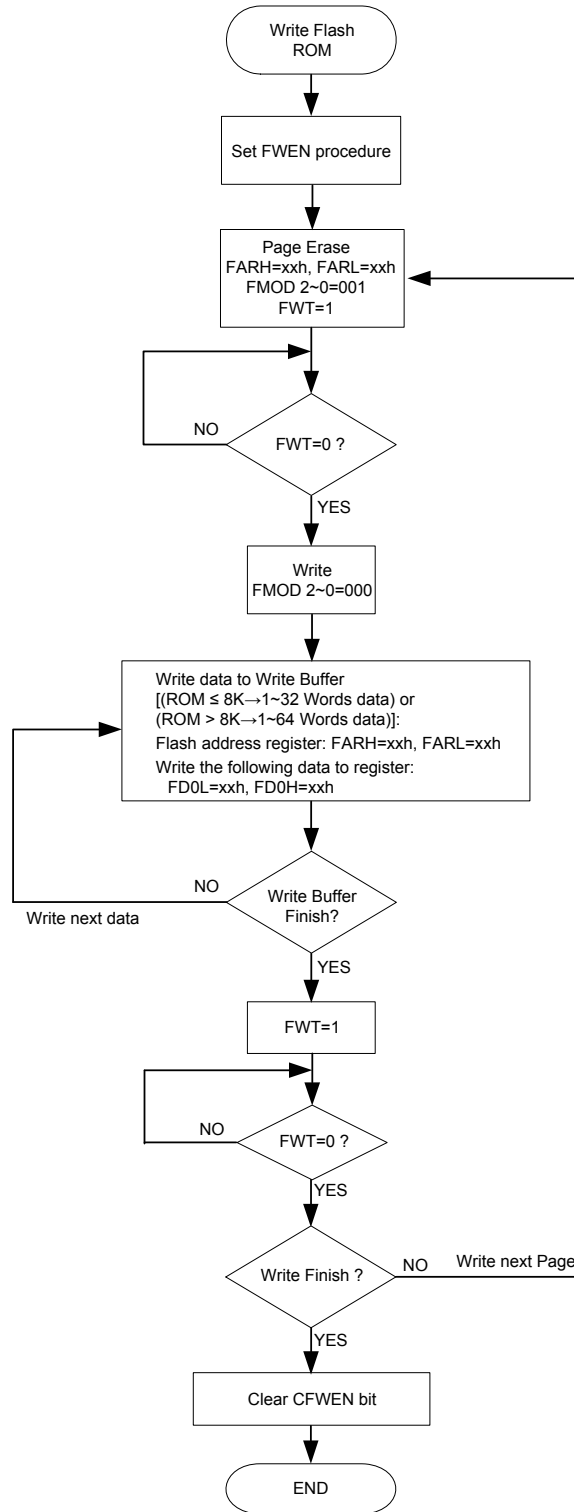 Write Flash
ROM
Set FWEN procedure
Page Erase
FARH=xxh, FARL=xxh
FMOD 2~0=001
FWT=1
NO
FWT=0 ?
YES
Write
FMOD 2~0=000
Write data to Write Buffer
[(ROM ≤ 8K→1~32 Words data) or
(ROM > 8K→1~64 Words data)]:
Flash address register: FARH=xxh, FARL=xxh
Write the following data to register:
FD0L=xxh, FD0H=xxh
NO
Write next data
Write Buffer
Finish?
YES
FWT=1
NO
FWT=0 ?
YES
Write Finish ?
NO
Write next Page
YES
Clear CFWEN bit
END